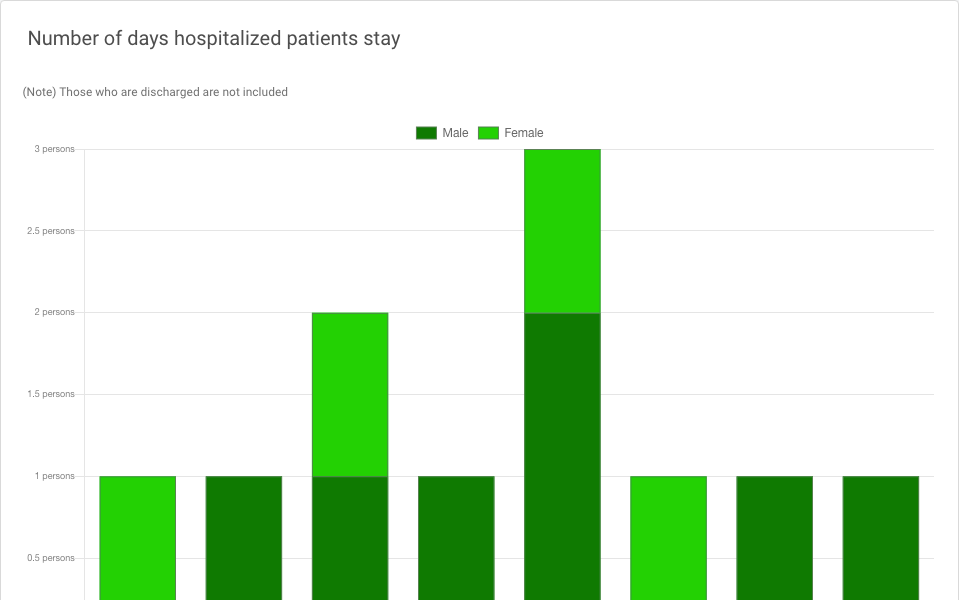 Number of days hospitalized patients stay
(Note) Those who are discharged are not included
Male Female
3 persons
2.5 persons
2 persons
1.5 persons
1 persons
0.5 persons